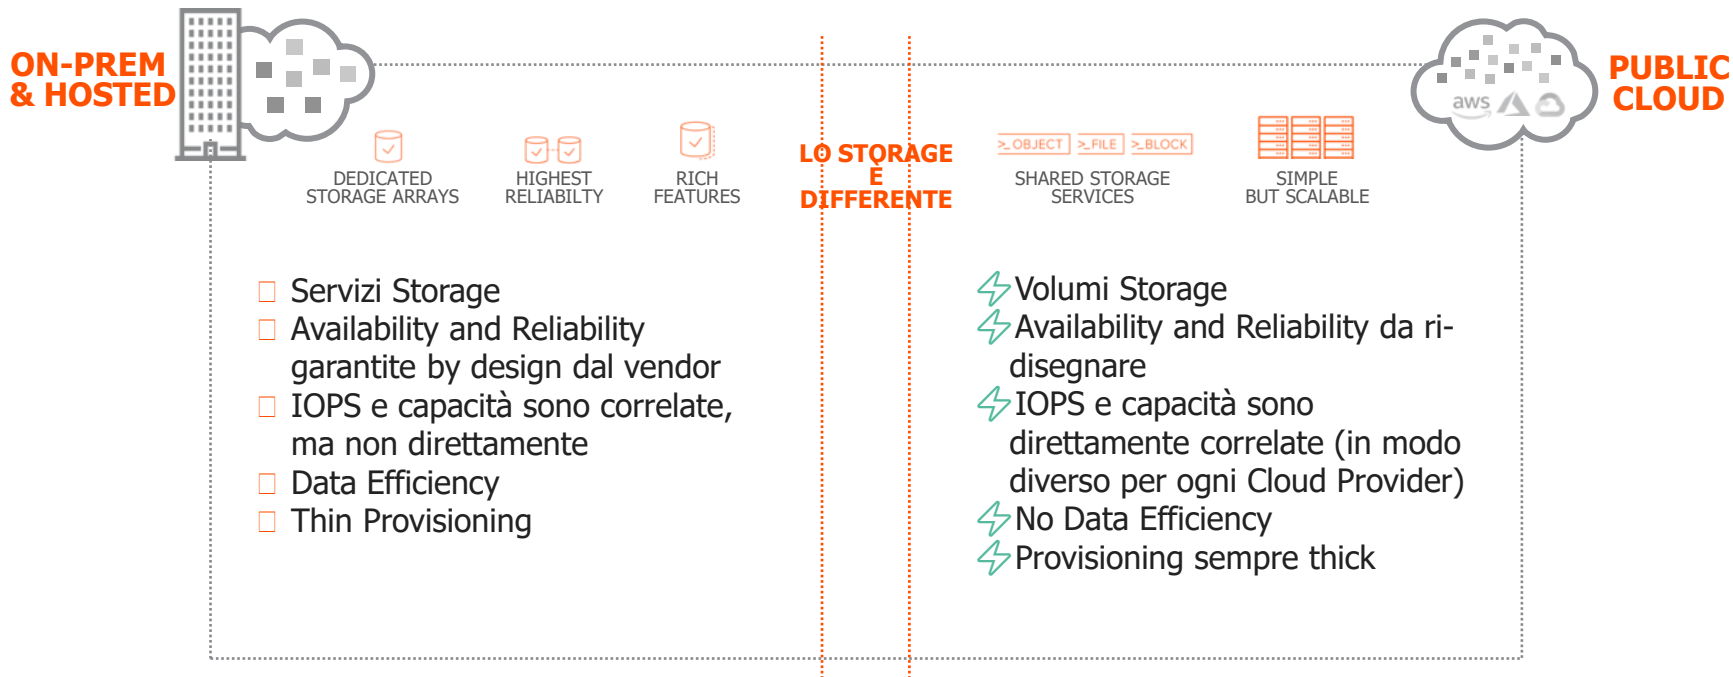 ON-PREM
& HOSTED
DEDICATED
STORAGE ARRAYS
HIGHEST
RELIABILTY
RICH
FEATURES
LO STORAGE
È
DIFFERENTE
>_OBJECT
>_FILE
>_BLOCK
SHARED STORAGE
SERVICES
SIMPLE
BUT SCALABLE
aws
PUBLIC
CLOUD
Servizi Storage
Availability and Reliability
garantite by design dal vendor
IOPS e capacità sono correlate,
ma non direttamente
Data Efficiency
Thin Provisioning
Volumi Storage
Availability and Reliability da ri-
disegnare
IOPS e capacità sono
direttamente correlate (in modo
diverso per ogni Cloud Provider)
No Data Efficiency
Provisioning sempre thick